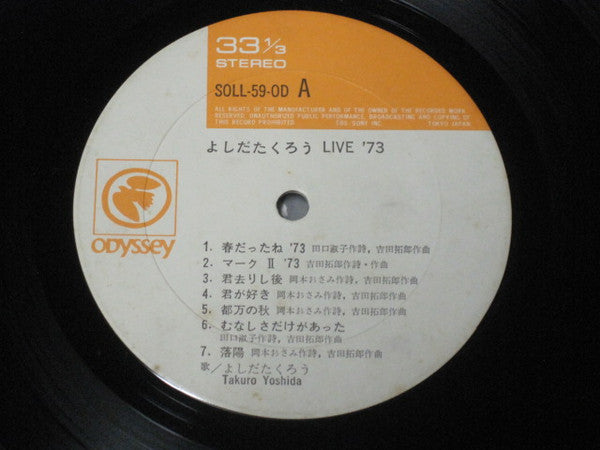 33 1/3
STEREO
SOLL-59-OD A
ALL RIGHTS OF THE MANUFACTURER AND OF THE OWNER OF THE RECORDED WORK
RESERVED. UNAUTHORIZED PUBLIC PERFORMANCE, BROADCASTING AND COPYING OF
THIS RECORD PROHIBITED CBS/SONY INC. TOKYO JAPAN
よしだたくろう LIVE '73
ODYSSEY
1. 春だったね '73 田口淑子作詩, 吉田拓郎作曲
2. マーク Ⅱ '73 吉田拓郎作詩・作曲
3. 君去りし後 岡本おさみ作詩, 吉田拓郎作曲
4. 君が好き 岡本おさみ作詩, 吉田拓郎作曲
5. 都万の秋 岡本おさみ作詩, 吉田拓郎作曲
6. むなしさだけがあった
田口淑子作詩, 吉田拓郎作曲
7. 落陽 岡本おさみ作詩, 吉田拓郎作曲
歌/よしだたくろう
Takuro Yoshida